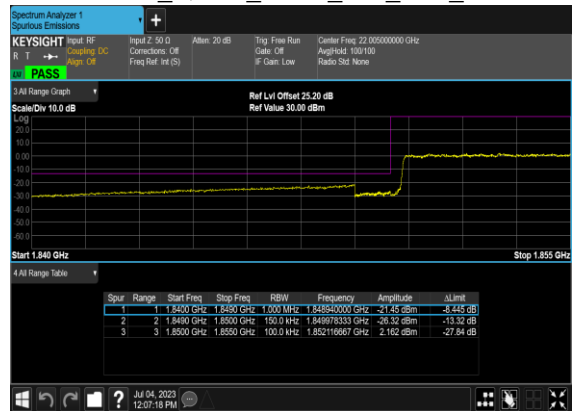 Spectrum Analyzer 1
Spurious Emissions
KEYSIGHT Input: RF Input Z: 50 Ω Atten: 20 dB Trig: Free Run Center Freq: 22.005000000 GHz
R T Coupling: DC Corrections: Off Gate: Off Avg|Hold: 100/100
Align: Off Freq Ref: Int (S) IF Gain: Low Radio Std: None
PASS
3 All Range Graph
Ref Lvl Offset 25.20 dB
Scale/Div 10.0 dB Ref Value 30.00 dBm
Log
20.0
10.0
0.00
-10.0
-20.0
-30.0
-40.0
-50.0
-60.0
Start 1.840 GHz Stop 1.855 GHz
4 All Range Table
Spur Range Start Freq Stop Freq RBW Frequency Amplitude ΔLimit
1 1 1.8400 GHz 1.8490 GHz 1.000 MHz 1.848940000 GHz -21.45 dBm -8.445 dB
2 2 1.8490 GHz 1.8500 GHz 150.0 kHz 1.849978333 GHz -26.32 dBm -13.32 dB
3 3 1.8500 GHz 1.8550 GHz 100.0 kHz 1.852116667 GHz 2.162 dBm -27.84 dB
?
Jul 04, 2023
12:07:18 PM